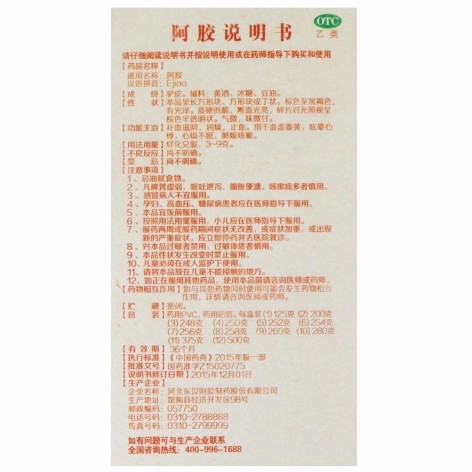 阿胶说明书
OTC
乙类
请仔细阅读说明书并按说明使用或在药师指导下购买和使用
[药品名称]
通用名称：阿胶
汉语拼音：Ejiao
[成 份] 驴皮。辅料：黄酒、冰糖、豆油。
[性 状] 本品呈长方形块、方形块或丁状。棕色至黑褐色，
有光泽。质硬而脆，断面光亮，碎片对光照视呈
棕色半透明状。气微，味微甘。
[功能主治] 补血滋阴，润燥，止血。用于血虚萎黄，眩晕心
悸，心烦不眠，肺燥咳嗽。
[用法用量] 烊化兑服，3~9克。
[不良反应] 尚不明确。
[禁 忌] 尚不明确。
[注意事项]
1、忌油腻食物。
2、凡脾胃虚弱，呕吐泄泻，腹胀便溏、咳嗽痰多者慎用。
3、感冒病人不宜服用。
4、孕妇、高血压、糖尿病患者应在医师指导下服用。
5、本品宜饭前服用。
6、按照用法用量服用，小儿应在医师指导下服用。
7、服药两周或服药期间症状无改善，或症状加重，或出现
新的严重症状，应立即停药并去医院就诊。
8、对本品过敏者禁用，过敏体质者慎用。
9、本品性状发生改变时禁止服用。
10、儿童必须在成人监护下使用。
11、请将本品放在儿童不能接触的地方。
12、如正在服用其他药品，使用本品前请咨询医师或药师。
[药物相互作用] 如与其他药物同时使用可能会发生药物相互
作用，详情请咨询医师或药师。
[贮 藏] 密闭。
[包 装] 药用PVC，药用铝箔。每盒装(1)125克 (2)200克
(3)248克 (4)250克 (5)252克 (6)254克
(7)256克 (8)258克 (9)260克 (10)280克
(11)375克 (12)500克
[有 效 期] 36个月
[执行标准] 《中国药典》2015年版一部
[批准文号] 国药准字Z15020775
[说明书修订日期] 2015年12月01日
[生产企业]
企业名称：河北东汉阿胶制药股份有限公司
生产地址：馆陶县经济开发区98号
邮政编码：057750
电话号码：0310-2788888
传真号码：0310-2799999
如有问题可与生产企业联系
全国咨询热线：400-996-1688